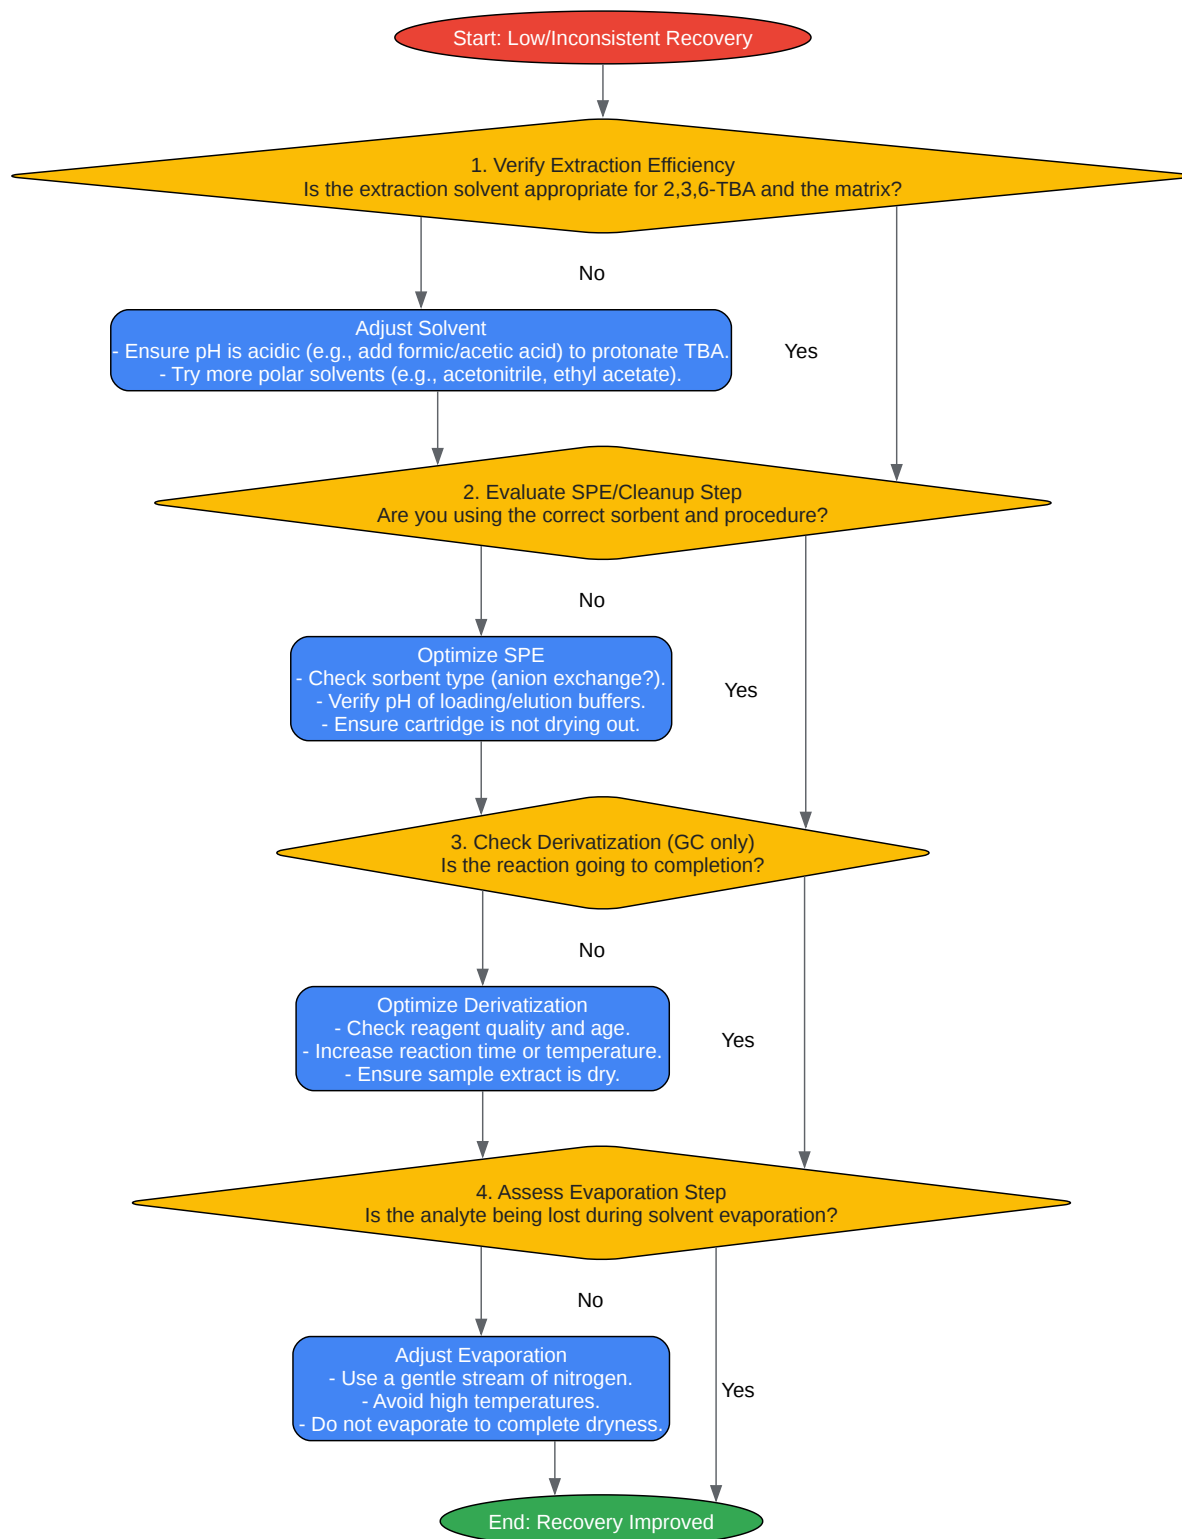 Start: Low/Inconsistent Recovery
1. Verify Extraction Efficiency
Is the extraction solvent appropriate for 2,3,6-TBA and the matrix?
No
Adjust Solvent
- Ensure pH is acidic (e.g., add formic/acetic acid) to protonate TBA.
- Try more polar solvents (e.g., acetonitrile, ethyl acetate).
Yes
2. Evaluate SPE/Cleanup Step
Are you using the correct sorbent and procedure?
No
Optimize SPE
- Check sorbent type (anion exchange?).
- Verify pH of loading/elution buffers.
- Ensure cartridge is not drying out.
Yes
3. Check Derivatization (GC only)
Is the reaction going to completion?
No
Optimize Derivatization
- Check reagent quality and age.
- Increase reaction time or temperature.
- Ensure sample extract is dry.
Yes
4. Assess Evaporation Step
Is the analyte being lost during solvent evaporation?
No
Adjust Evaporation
- Use a gentle stream of nitrogen.
- Avoid high temperatures.
- Do not evaporate to complete dryness.
Yes
End: Recovery Improved